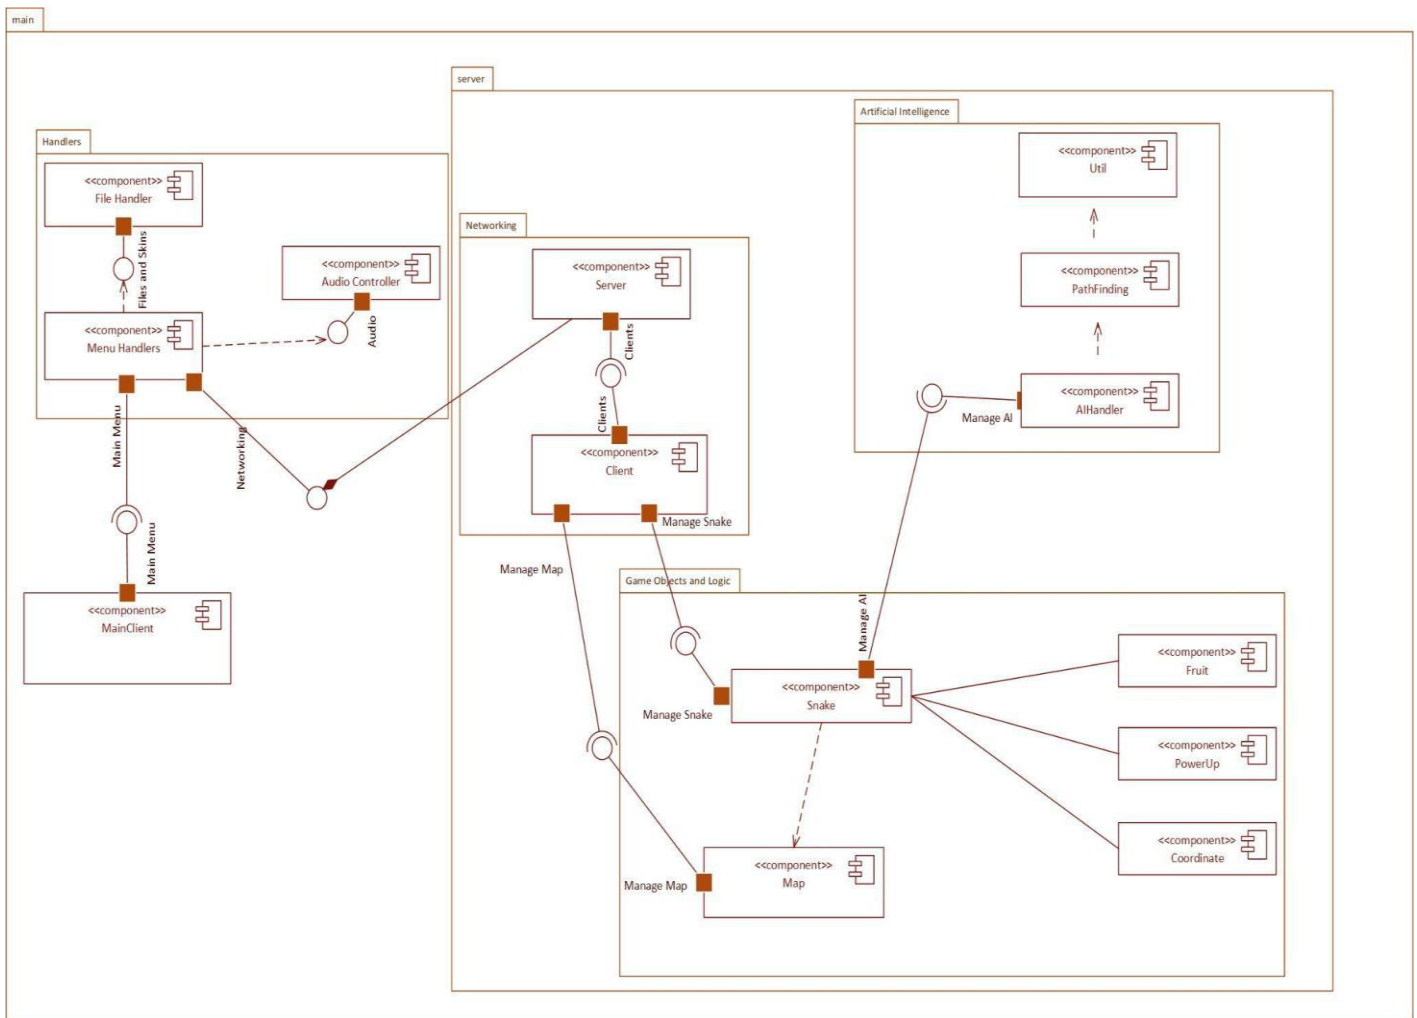 main
server
Artificial Intelligence
Handlers
<<component>>
Util
<<component>>
File Handler
Networking
Files and Skins
<<component>>
Audio Controller
<<component>>
Server
<<component>>
PathFinding
<<component>>
Menu Handlers
Audio
Clients
<<component>>
AIHandler
Manage AI
Main Menu
Networking
Clients
<<component>>
Client
Manage Snake
Main Menu
Manage Map
Game Objects and Logic
<<component>>
MainClient
Manage AI
<<component>>
Fruit
<<component>>
Snake
Manage Snake
<<component>>
PowerUp
<<component>>
Coordinate
<<component>>
Map
Manage Map